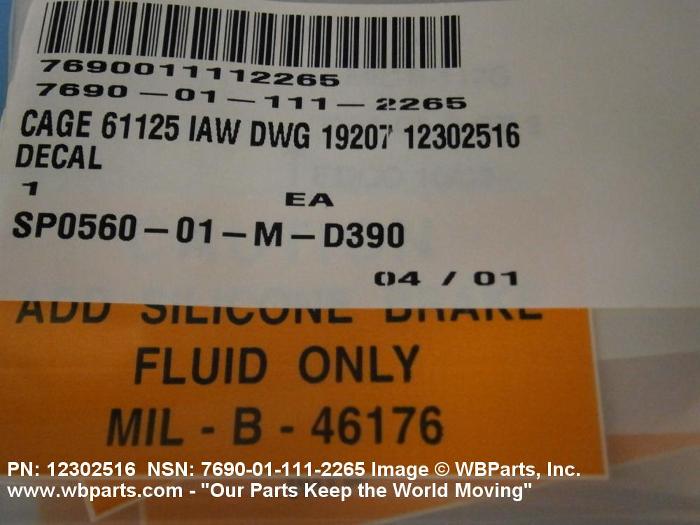 7690011112265
7690-01-111-2265
CAGE 61125 IAW DWG 19207 12302516
DECAL
1 EA
SP0560-01-M-D390
04 / 01
ADD SILICONE BRAKE
FLUID ONLY
MIL - B - 46176
PN: 12302516 NSN: 7690-01-111-2265 Image © WBParts, Inc.
www.wbparts.com - "Our Parts Keep the World Moving"